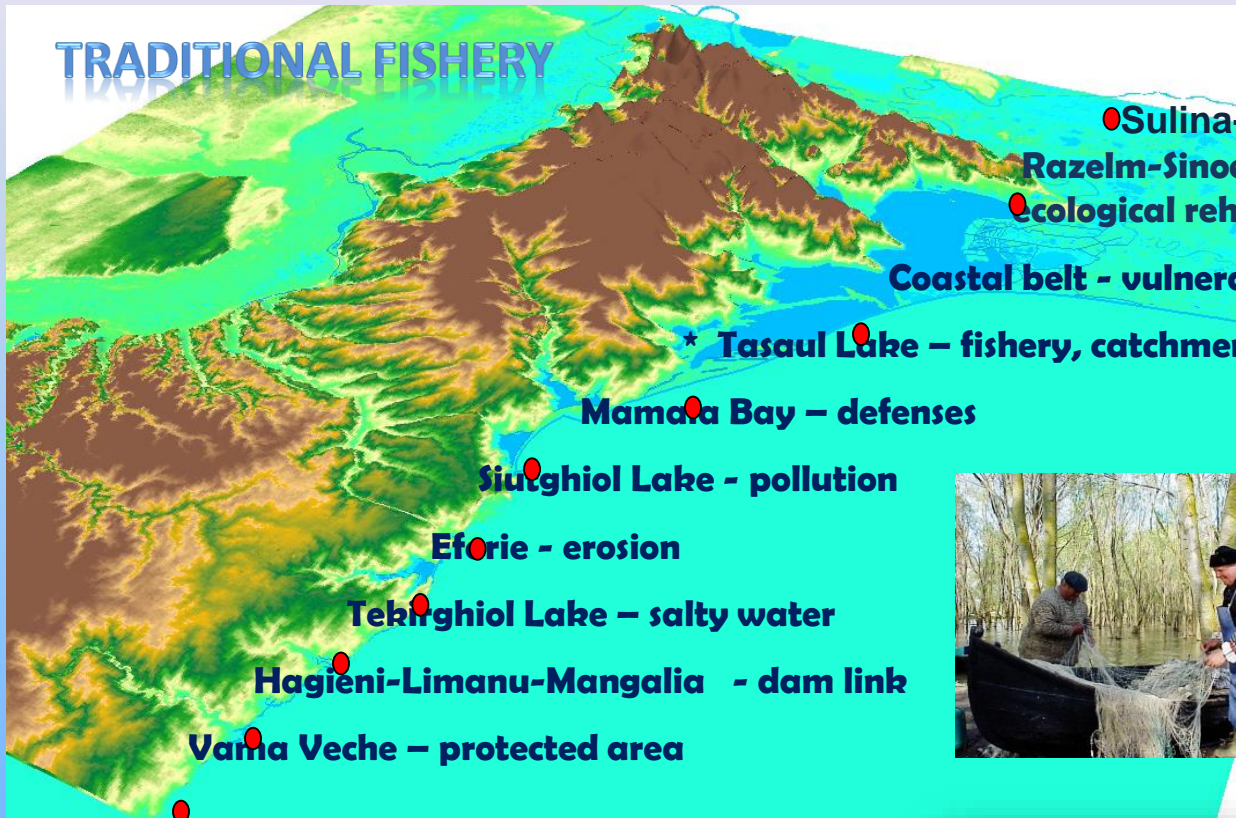 TRADITIONAL FISHERY
Sulina-
Razelm-Sinoe
ecological reh
Coastal belt - vulnera
* Tasaul Lake – fishery, catchmen
Mamaia Bay – defenses
Siutghiol Lake - pollution
Eforie - erosion
Tekirghiol Lake – salty water
Hagieni-Limanu-Mangalia - dam link
Vama Veche – protected area